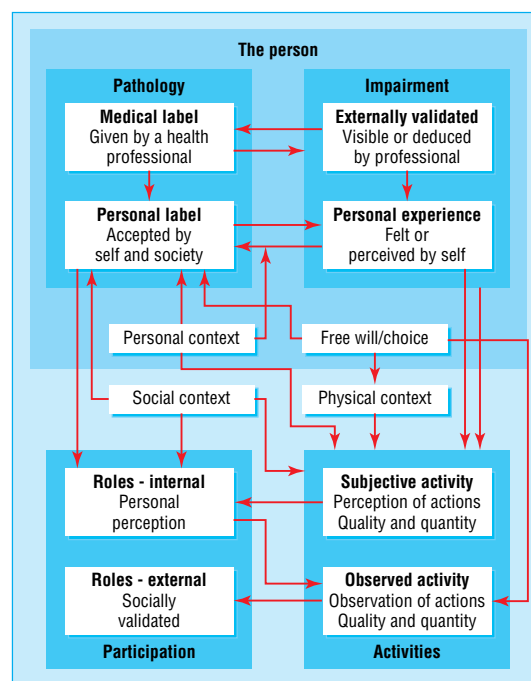 The person
Pathology
Impairment
Medical label
Given by a health
professional
Externally validated
Visible or deduced
by professional
Personal label
Accepted by
self and society
Personal experience
Felt or
perceived by self
Personal context
Free will/choice
Social context
Physical context
Roles - internal
Personal
perception
Subjective activity
Perception of actions
Quality and quantity
Roles - external
Socially
validated
Observed activity
Observation of actions
Quality and quantity
Participation
Activities